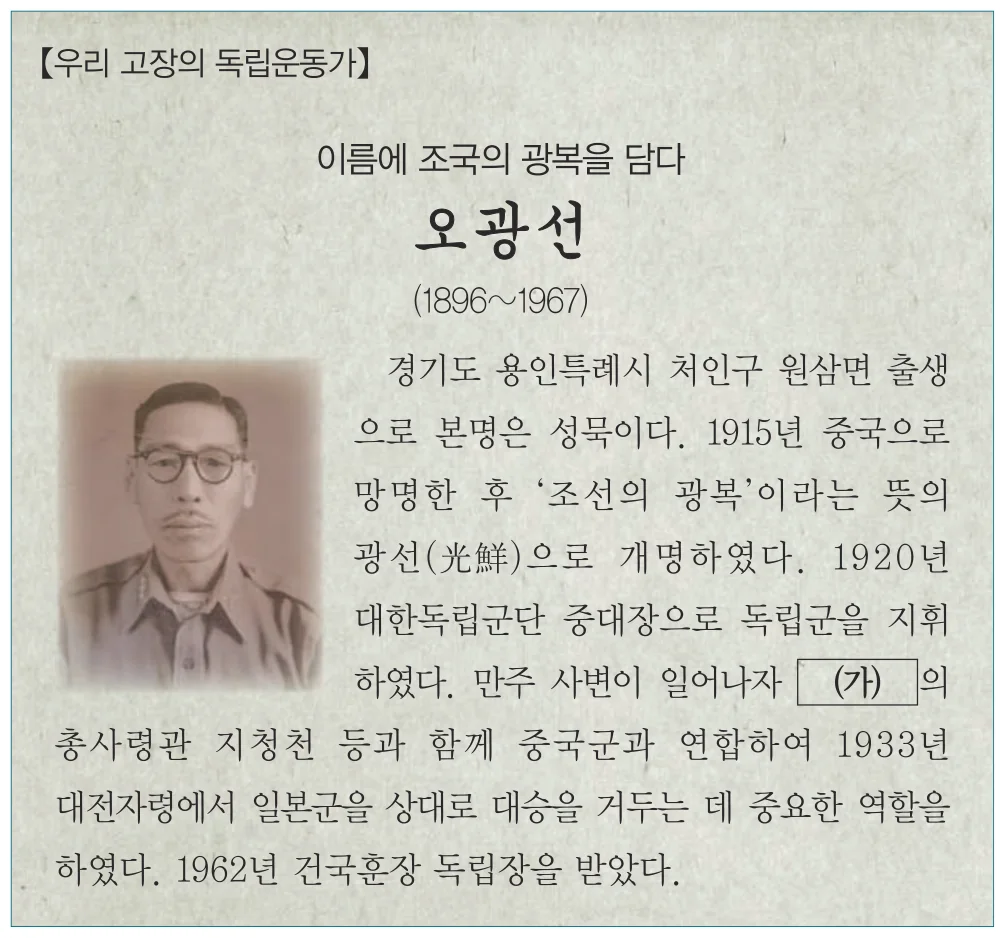 【우리 고장의 독립운동가】
이름에 조국의 광복을 담다
오광선
(1896~1967)
경기도 용인특례시 처인구 원삼면 출생
으로 본명은 성묵이다. 1915년 중국으로
망명한 후 ‘조선의 광복’이라는 뜻의
광선(光鮮)으로 개명하였다. 1920년
대한독립군단 중대장으로 독립군을 지휘
하였다. 만주 사변이 일어나자 (가) 의
총사령관 지청천 등과 함께 중국군과 연합하여 1933년
대전자령에서 일본군을 상대로 대승을 거두는 데 중요한 역할을
하였다. 1962년 건국훈장 독립장을 받았다.